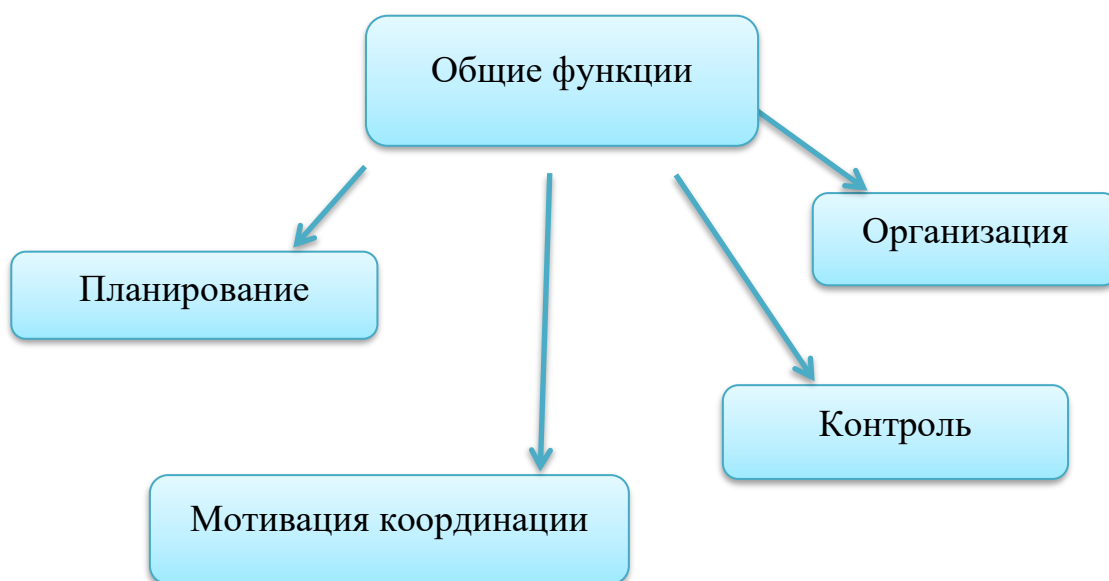 Общие функции
Организация
Планирование
Контроль
Мотивация координации